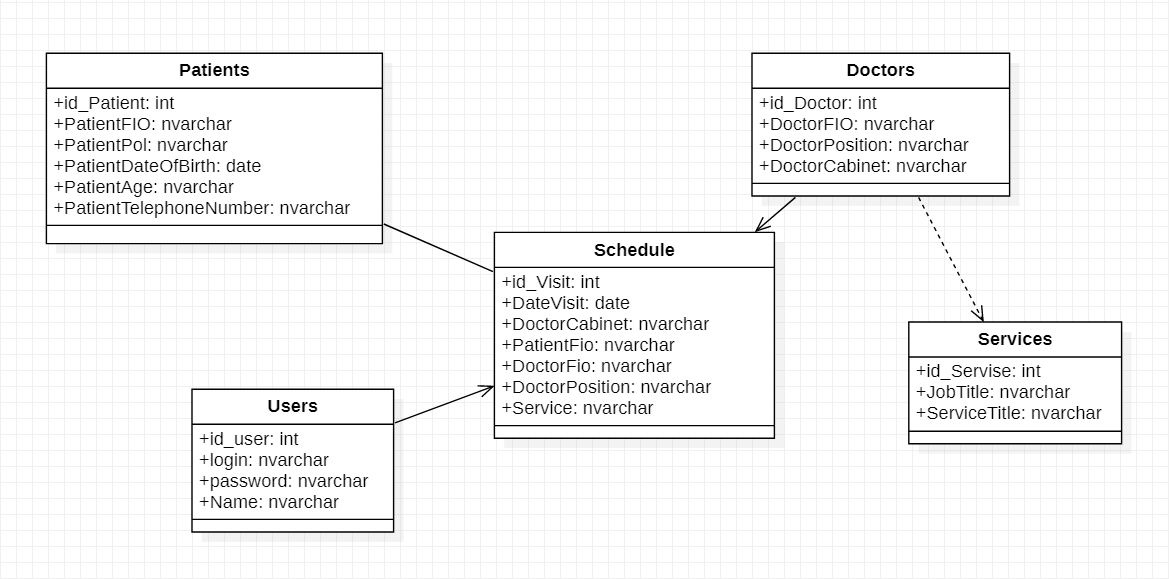 Patients
+id_Patient: int
+PatientFIO: nvarchar
+PatientPol: nvarchar
+PatientDateOfBirth: date
+PatientAge: nvarchar
+PatientTelephoneNumber: nvarchar
Doctors
+id_Doctor: int
+DoctorFIO: nvarchar
+DoctorPosition: nvarchar
+DoctorCabinet: nvarchar
Schedule
+id_Visit: int
+DateVisit: date
+DoctorCabinet: nvarchar
+PatientFio: nvarchar
+DoctorFio: nvarchar
+DoctorPosition: nvarchar
+Service: nvarchar
Services
+id_Servise: int
+JobTitle: nvarchar
+ServiceTitle: nvarchar
Users
+id_user: int
+login: nvarchar
+password: nvarchar
+Name: nvarchar